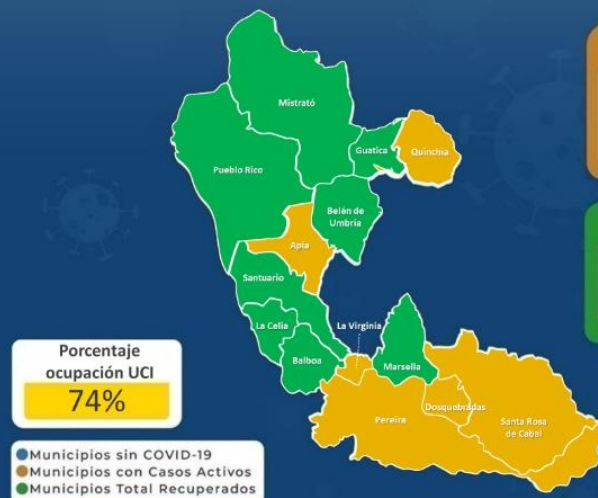 Mistrató
Guatica
Quinchia
Pueblo Rico
Belén de
Umbria
Apía
Santuario
La Celia
La Virginia
Balboa
Marsella
Porcentaje
ocupación UCI
74%
Pereira
Dosquebradas
Santa Rosa
de Cabal
Municipios sin COVID-19
Municipios con Casos Activos
Municipios Total Recuperados